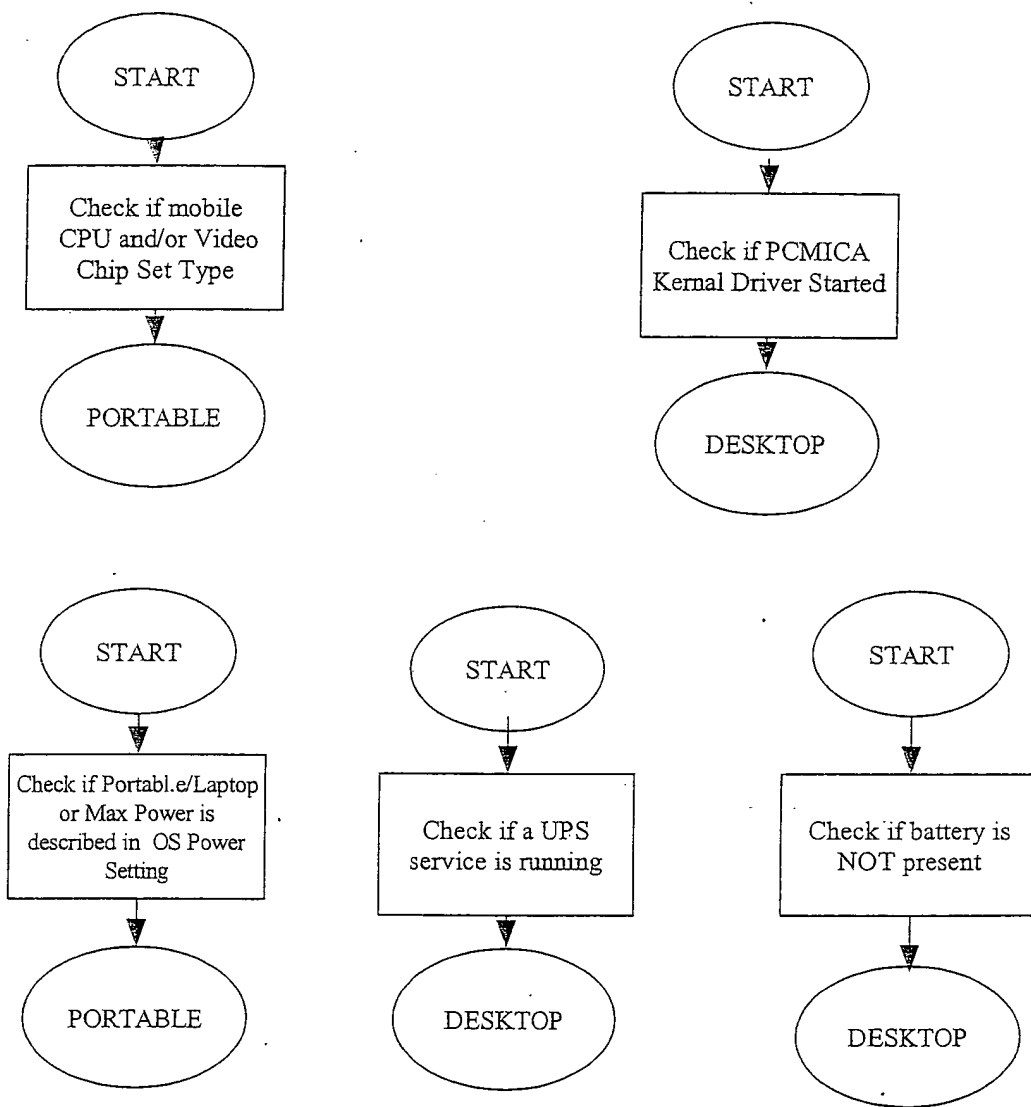 START
Check if mobile
CPU and/or Video
Chip Set Type
PORTABLE
START
Check if PCMICA
Kernal Driver Started
DESKTOP
START
Check if Portabl.e/Laptop
or Max Power is
described in OS Power
Setting
PORTABLE
START
Check if a UPS
service is running
DESKTOP
START
Check if battery is
NOT present
DESKTOP